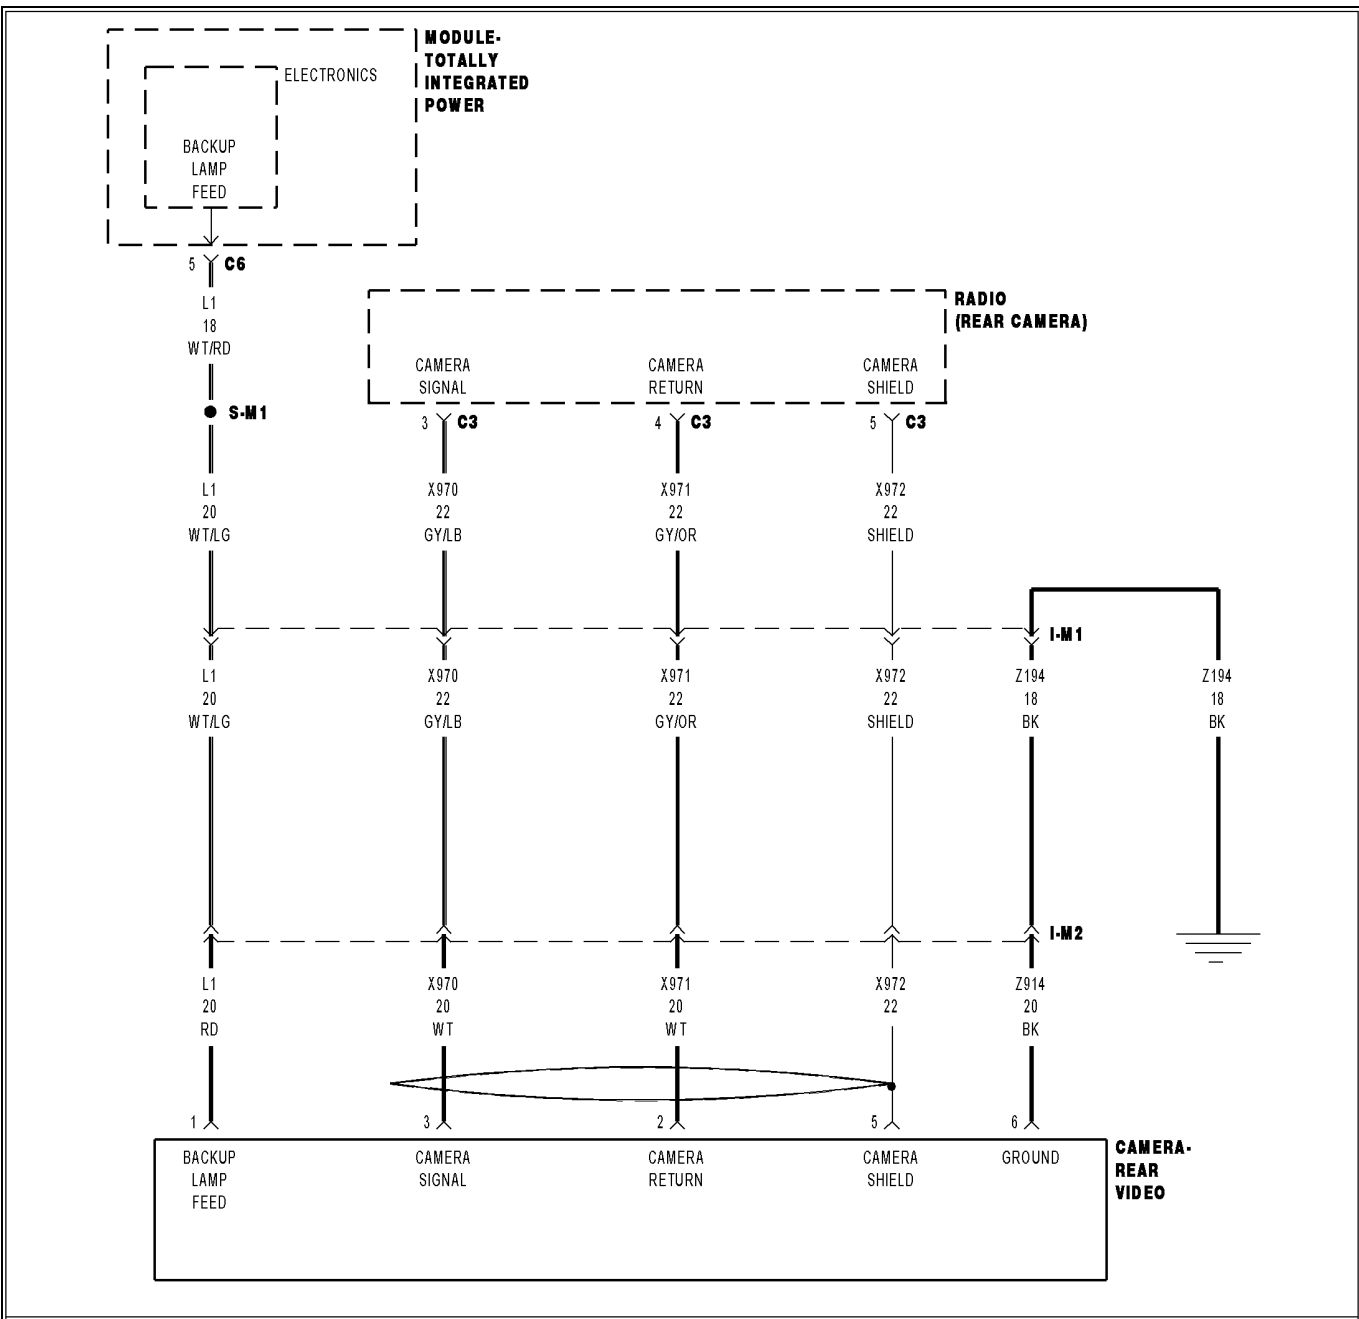 MODULE-
TOTALLY
INTEGRATED
POWER
ELECTRONICS
BACKUP
LAMP
FEED
5 C6
L1
18
WT/RD
RADIO
(REAR CAMERA)
CAMERA
SIGNAL
CAMERA
RETURN
CAMERA
SHIELD
S-M1
3 C3
4 C3
5 C3
L1
20
WT/LG
X970
22
GY/LB
X971
22
GY/OR
X972
22
SHIELD
I-M1
L1
20
WT/LG
X970
22
GY/LB
X971
22
GY/OR
X972
22
SHIELD
Z194
18
BK
Z194
18
BK
I-M2
L1
20
RD
X970
20
WT
X971
20
WT
X972
22
Z914
20
BK
1
3
2
5
6
BACKUP
LAMP
FEED
CAMERA
SIGNAL
CAMERA
RETURN
CAMERA
SHIELD
GROUND
CAMERA-
REAR
VIDEO